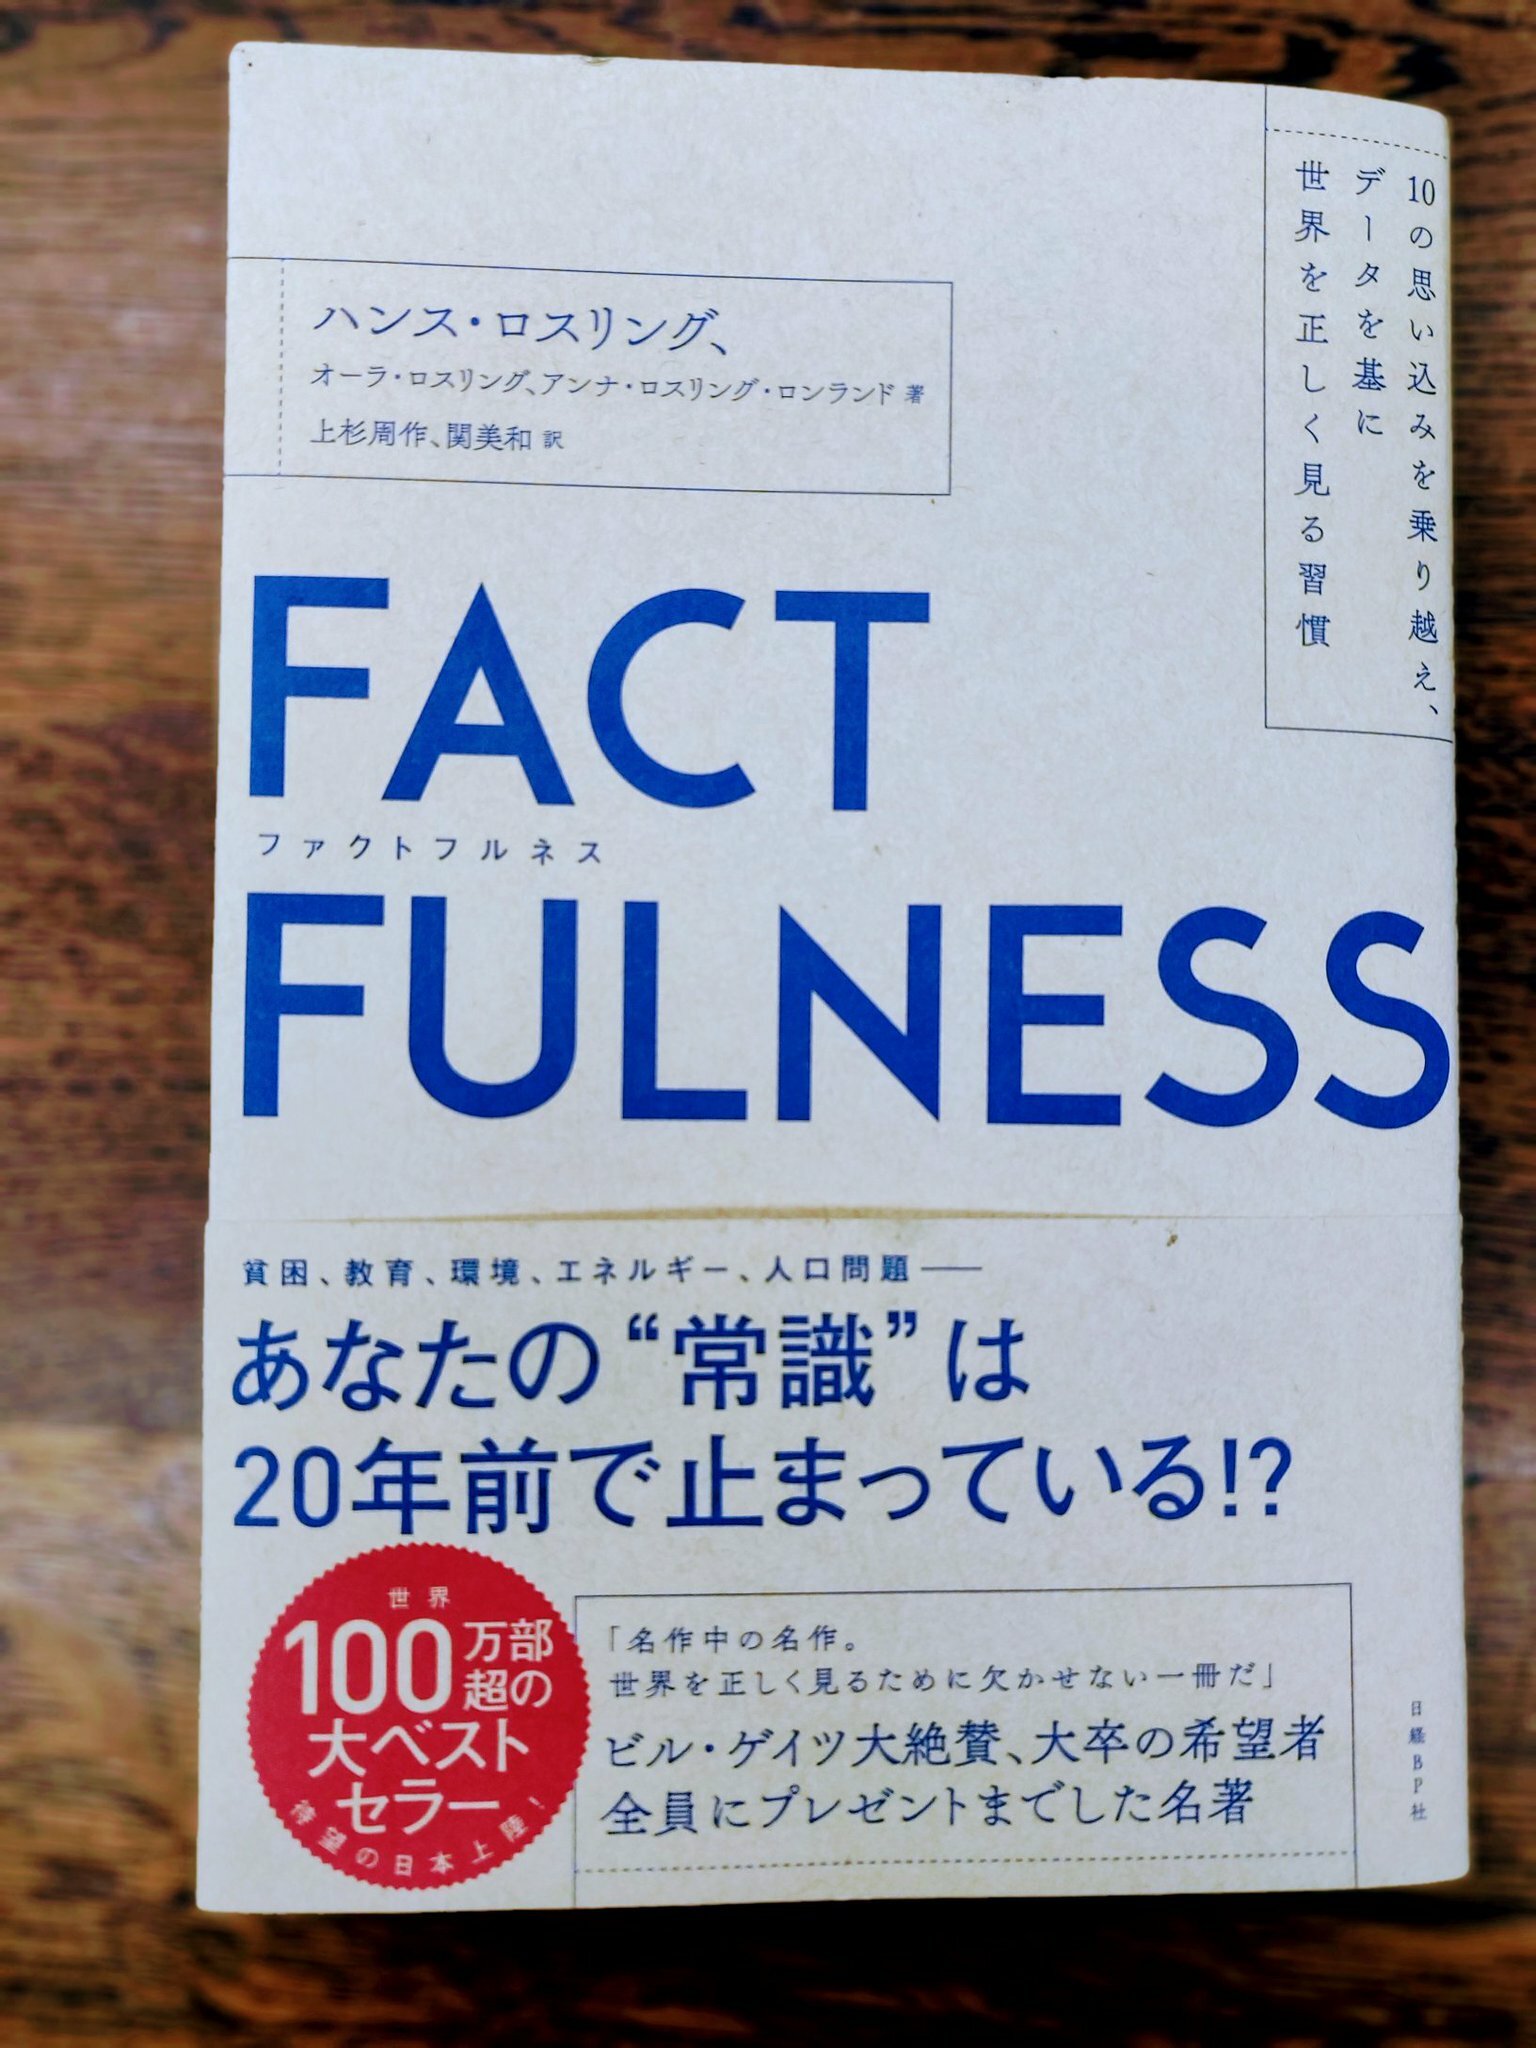 10の思い込みを乗り越え、
データを基に
世界を正しく見る習慣
ハンス・ロスリング、
オーラ・ロスリング、アンナ・ロスリング・ロンランド 著
上杉周作、関美和 訳
FACT
ファクトフルネス
FULNESS
貧困、教育、環境、エネルギー、人口問題――
あなたの“常識”は
20年前で止まっている!?
世界
100万部
超の
大ベスト
セラー
待望の日本上陸!
「名作中の名作。
世界を正しく見るために欠かせない一冊だ」
ビル・ゲイツ大絶賛、大卒の希望者
全員にプレゼントまでした名著
日経BP社